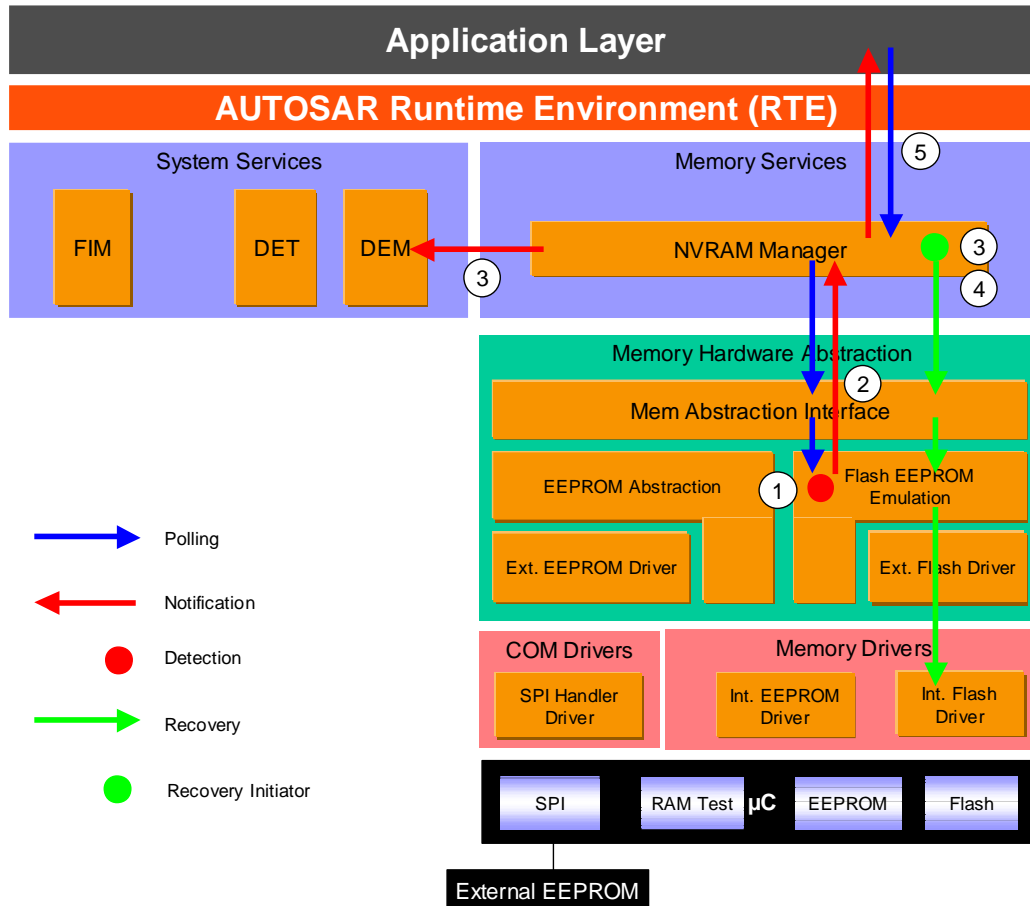 Application Layer
AUTOSAR Runtime Environment (RTE)
System Services
Memory Services
5
FIM
DET
DEM
NVRAM Manager
3
3
4
Memory Hardware Abstraction
2
Mem Abstraction Interface
EEPROM Abstraction
1
Flash EEPROM
Emulation
Ext. EEPROM Driver
Ext. Flash Driver
Polling
Notification
Detection
Recovery
Recovery Initiator
COM Drivers
Memory Drivers
SPI Handler
Driver
Int. EEPROM
Driver
Int. Flash
Driver
SPI
RAM Test
µC
EEPROM
Flash
External EEPROM